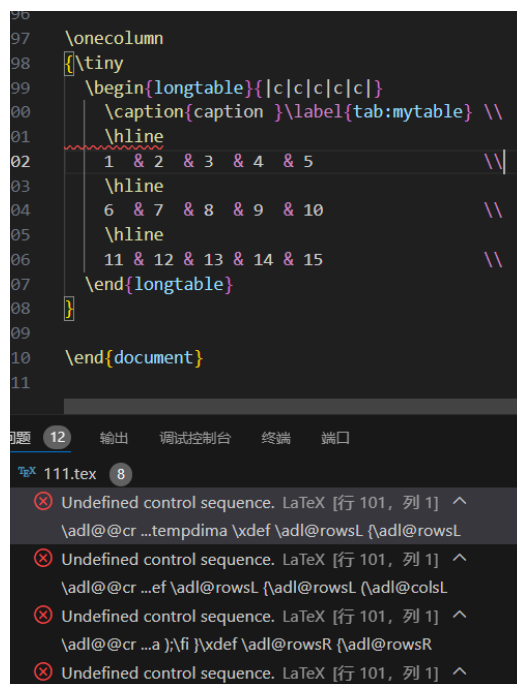 96
97 \onecolumn
98 {\tiny
99 \begin{longtable}{|c|c|c|c|c|}
00 \caption{caption }\label{tab:mytable} \\
01 \hline
02 1 & 2 & 3 & 4 & 5 \\
03 \hline
04 6 & 7 & 8 & 9 & 10 \\
05 \hline
06 11 & 12 & 13 & 14 & 15 \\
07 \end{longtable}
08 }
09
10 \end{document}
11
问题 12 输出 调试控制台 终端 端口
TEX 111.tex 8
Undefined control sequence. LaTeX [行 101，列 1]
\adl@@cr ...tempdima \xdef \adl@rowsL {\adl@rowsL
Undefined control sequence. LaTeX [行 101，列 1]
\adl@@cr ...ef \adl@rowsL {\adl@rowsL (\adl@colsL
Undefined control sequence. LaTeX [行 101，列 1]
\adl@@cr ...a );\fi }\xdef \adl@rowsR {\adl@rowsR
Undefined control sequence. LaTeX [行 101，列 1]